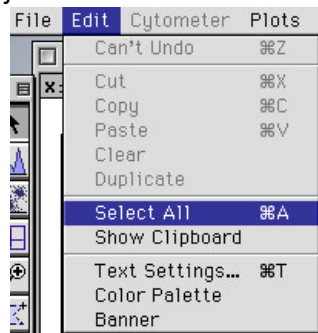 File Edit Cytometer Plots
Can't Undo ⌘Z
X:
Cut ⌘X
Copy ⌘C
Paste ⌘V
Clear
Duplicate
Select All ⌘A
Show Clipboard
Text Settings... ⌘T
Color Palette
Banner